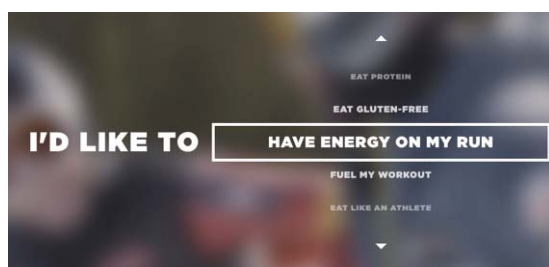 EAT PROTEIN
EAT GLUTEN-FREE
I'D LIKE TO HAVE ENERGY ON MY RUN
FUEL MY WORKOUT
EAT LIKE AN ATHLETE